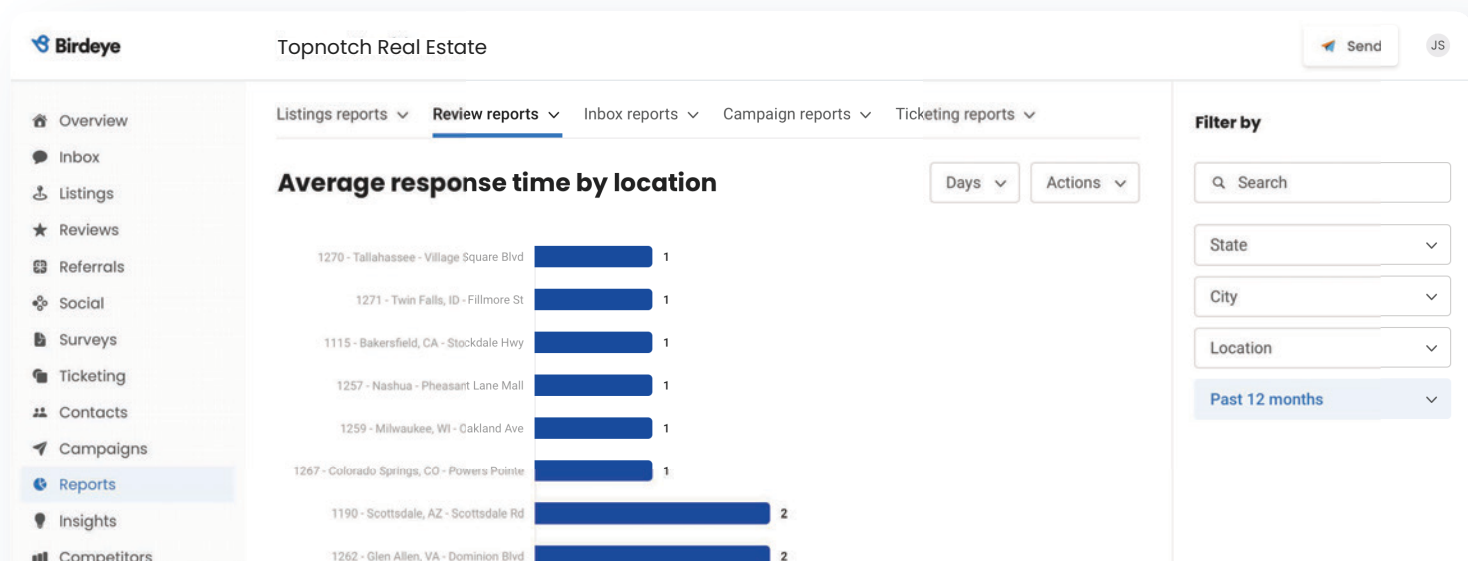 Birdeye
Topnotch Real Estate
Send
JS
Overview
Inbox
Listings
Reviews
Referrals
Social
Surveys
Ticketing
Contacts
Campaigns
Reports
Insights
Competitors
Listings reports
Review reports
Inbox reports
Campaign reports
Ticketing reports
Average response time by location
Days
Actions
1270 - Tallahassee - Village Square Blvd 1
1271 - Twin Falls, ID - Fillmore St 1
1115 - Bakersfield, CA - Stockdale Hwy 1
1257 - Nashua - Pheasant Lane Mall 1
1259 - Milwaukee, WI - Oakland Ave 1
1267 - Colorado Springs, CO - Powers Pointe 1
1190 - Scottsdale, AZ - Scottsdale Rd 2
1262 - Glen Allen, VA - Dominion Blvd 2
Filter by
Search
State
City
Location
Past 12 months